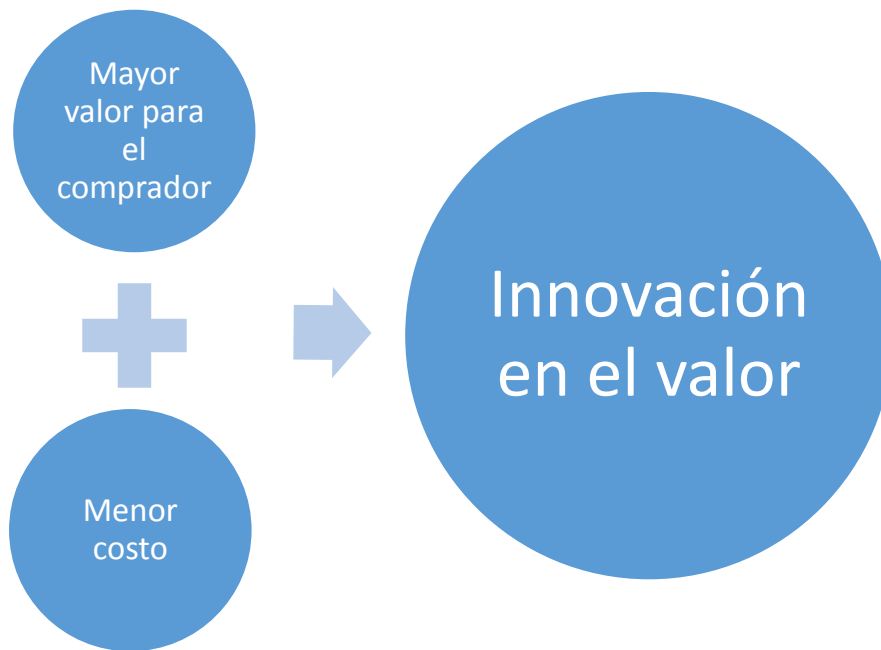 Mayor
valor para
el
comprador
Menor
costo
Innovación
en el valor